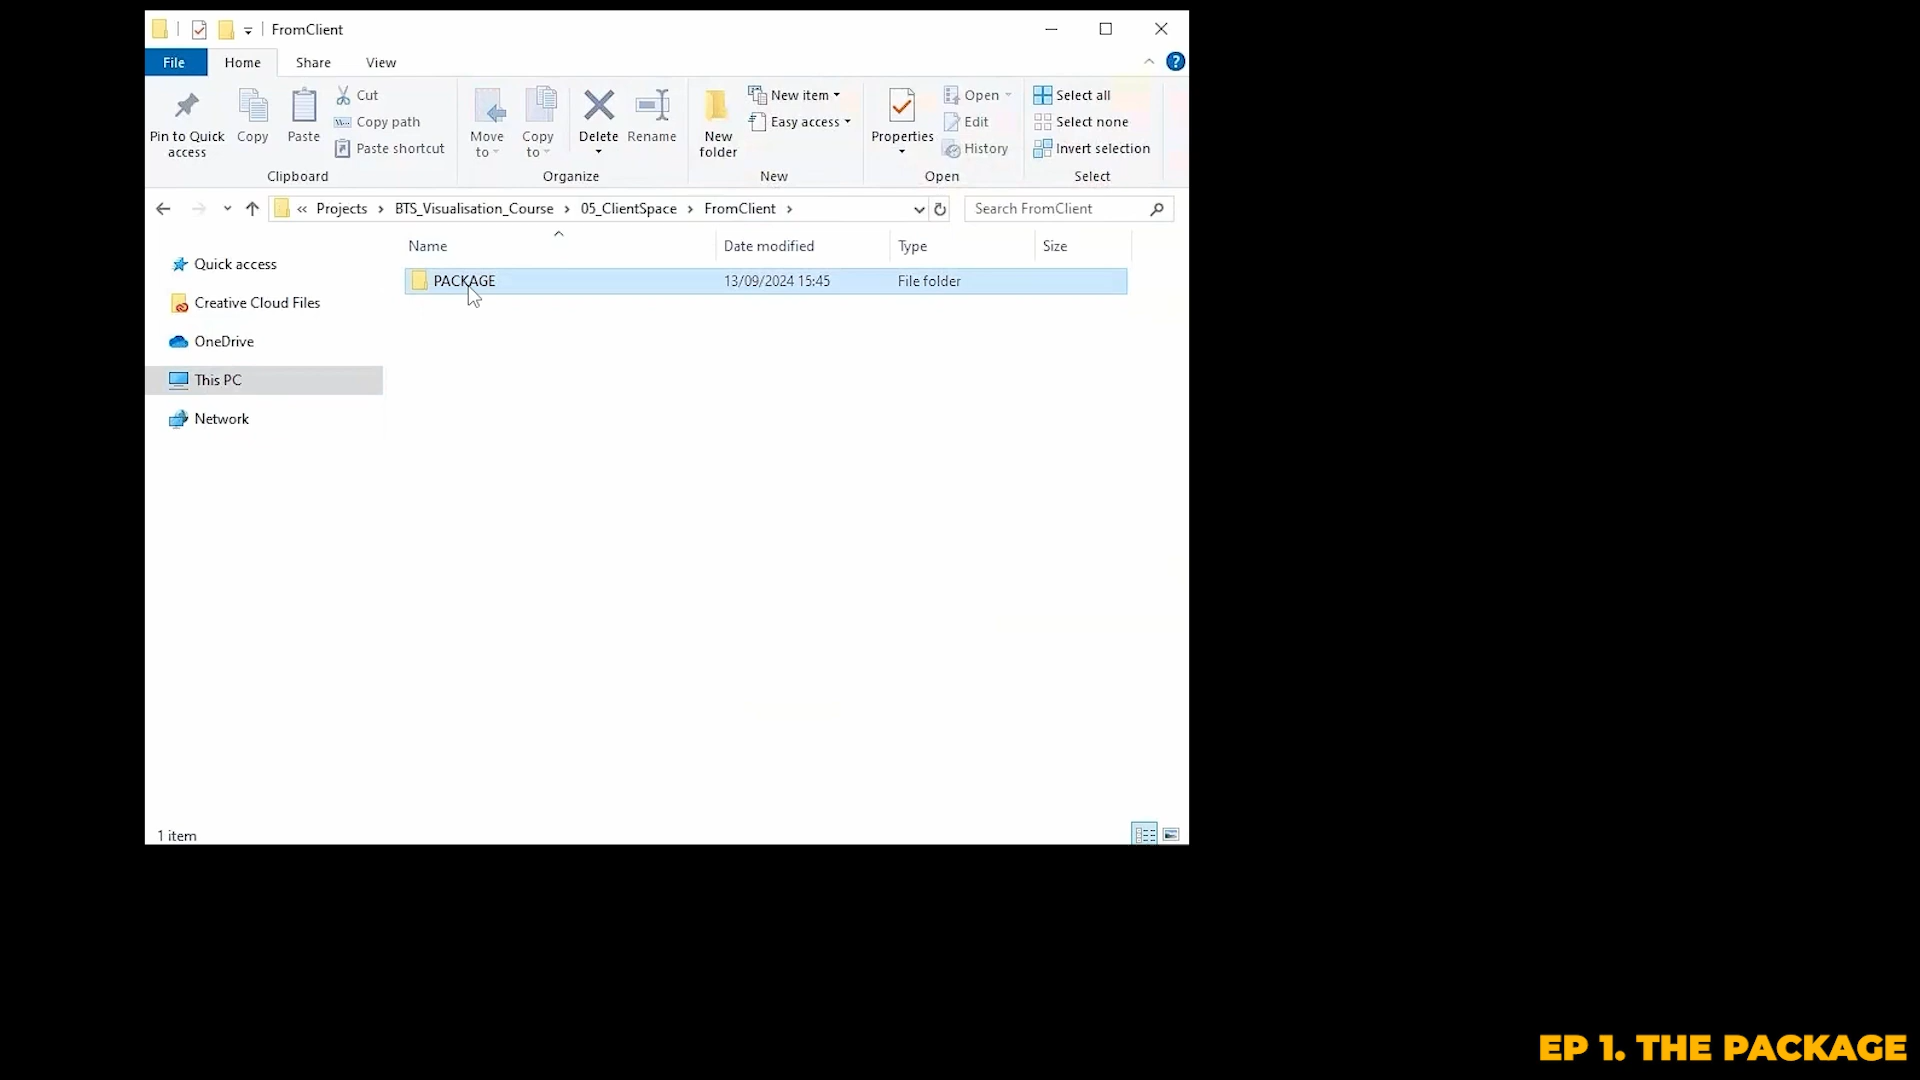 FromClient
File Home Share View
Pin to Quick access
Copy
Paste
Cut
Copy path
Paste shortcut
Clipboard
Move to
Copy to
Delete
Rename
Organize
New folder
New item
Easy access
New
Properties
Open
Edit
History
Open
Select all
Select none
Invert selection
Select
« Projects › BTS_Visualisation_Course › 05_ClientSpace › FromClient ›
Search FromClient
Quick access
Creative Cloud Files
OneDrive
This PC
Network
Name Date modified Type Size
PACKAGE 13/09/2024 15:45 File folder
1 item
EP 1. THE PACKAGE